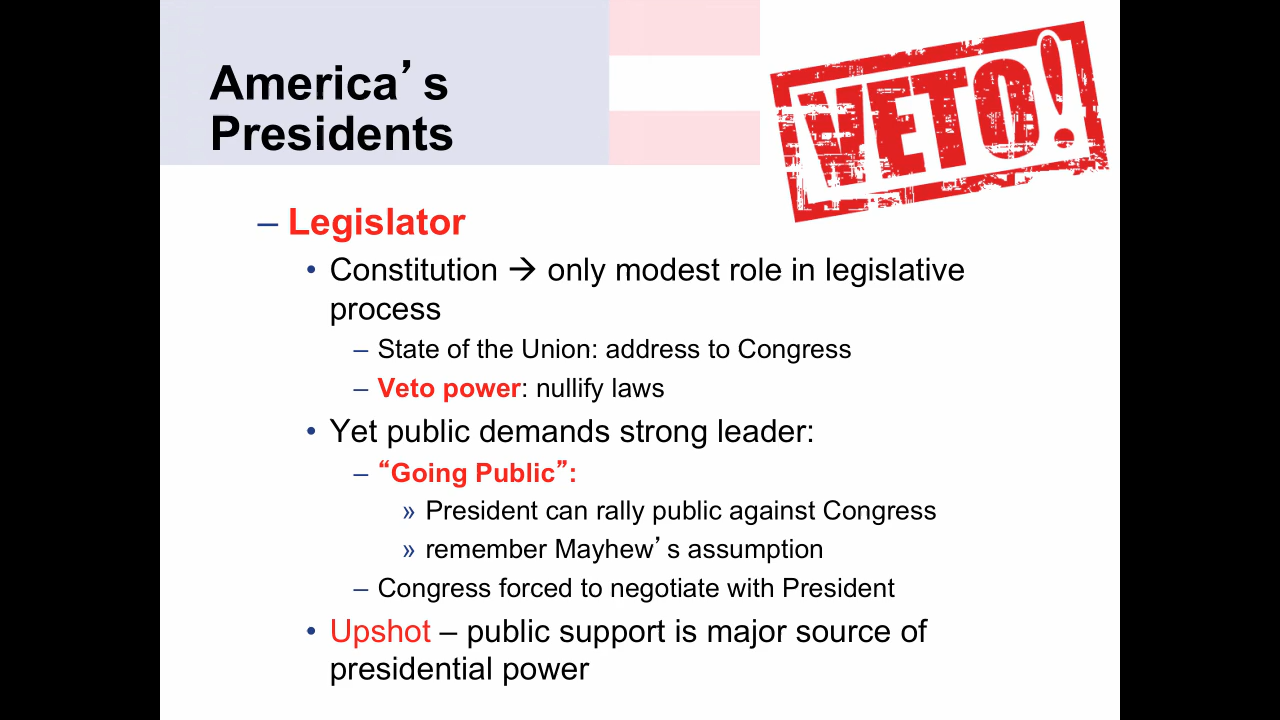 America’s
Presidents
VETO!
– Legislator
• Constitution → only modest role in legislative
process
– State of the Union: address to Congress
– Veto power: nullify laws
• Yet public demands strong leader:
– “Going Public”:
» President can rally public against Congress
» remember Mayhew’s assumption
– Congress forced to negotiate with President
• Upshot – public support is major source of
presidential power